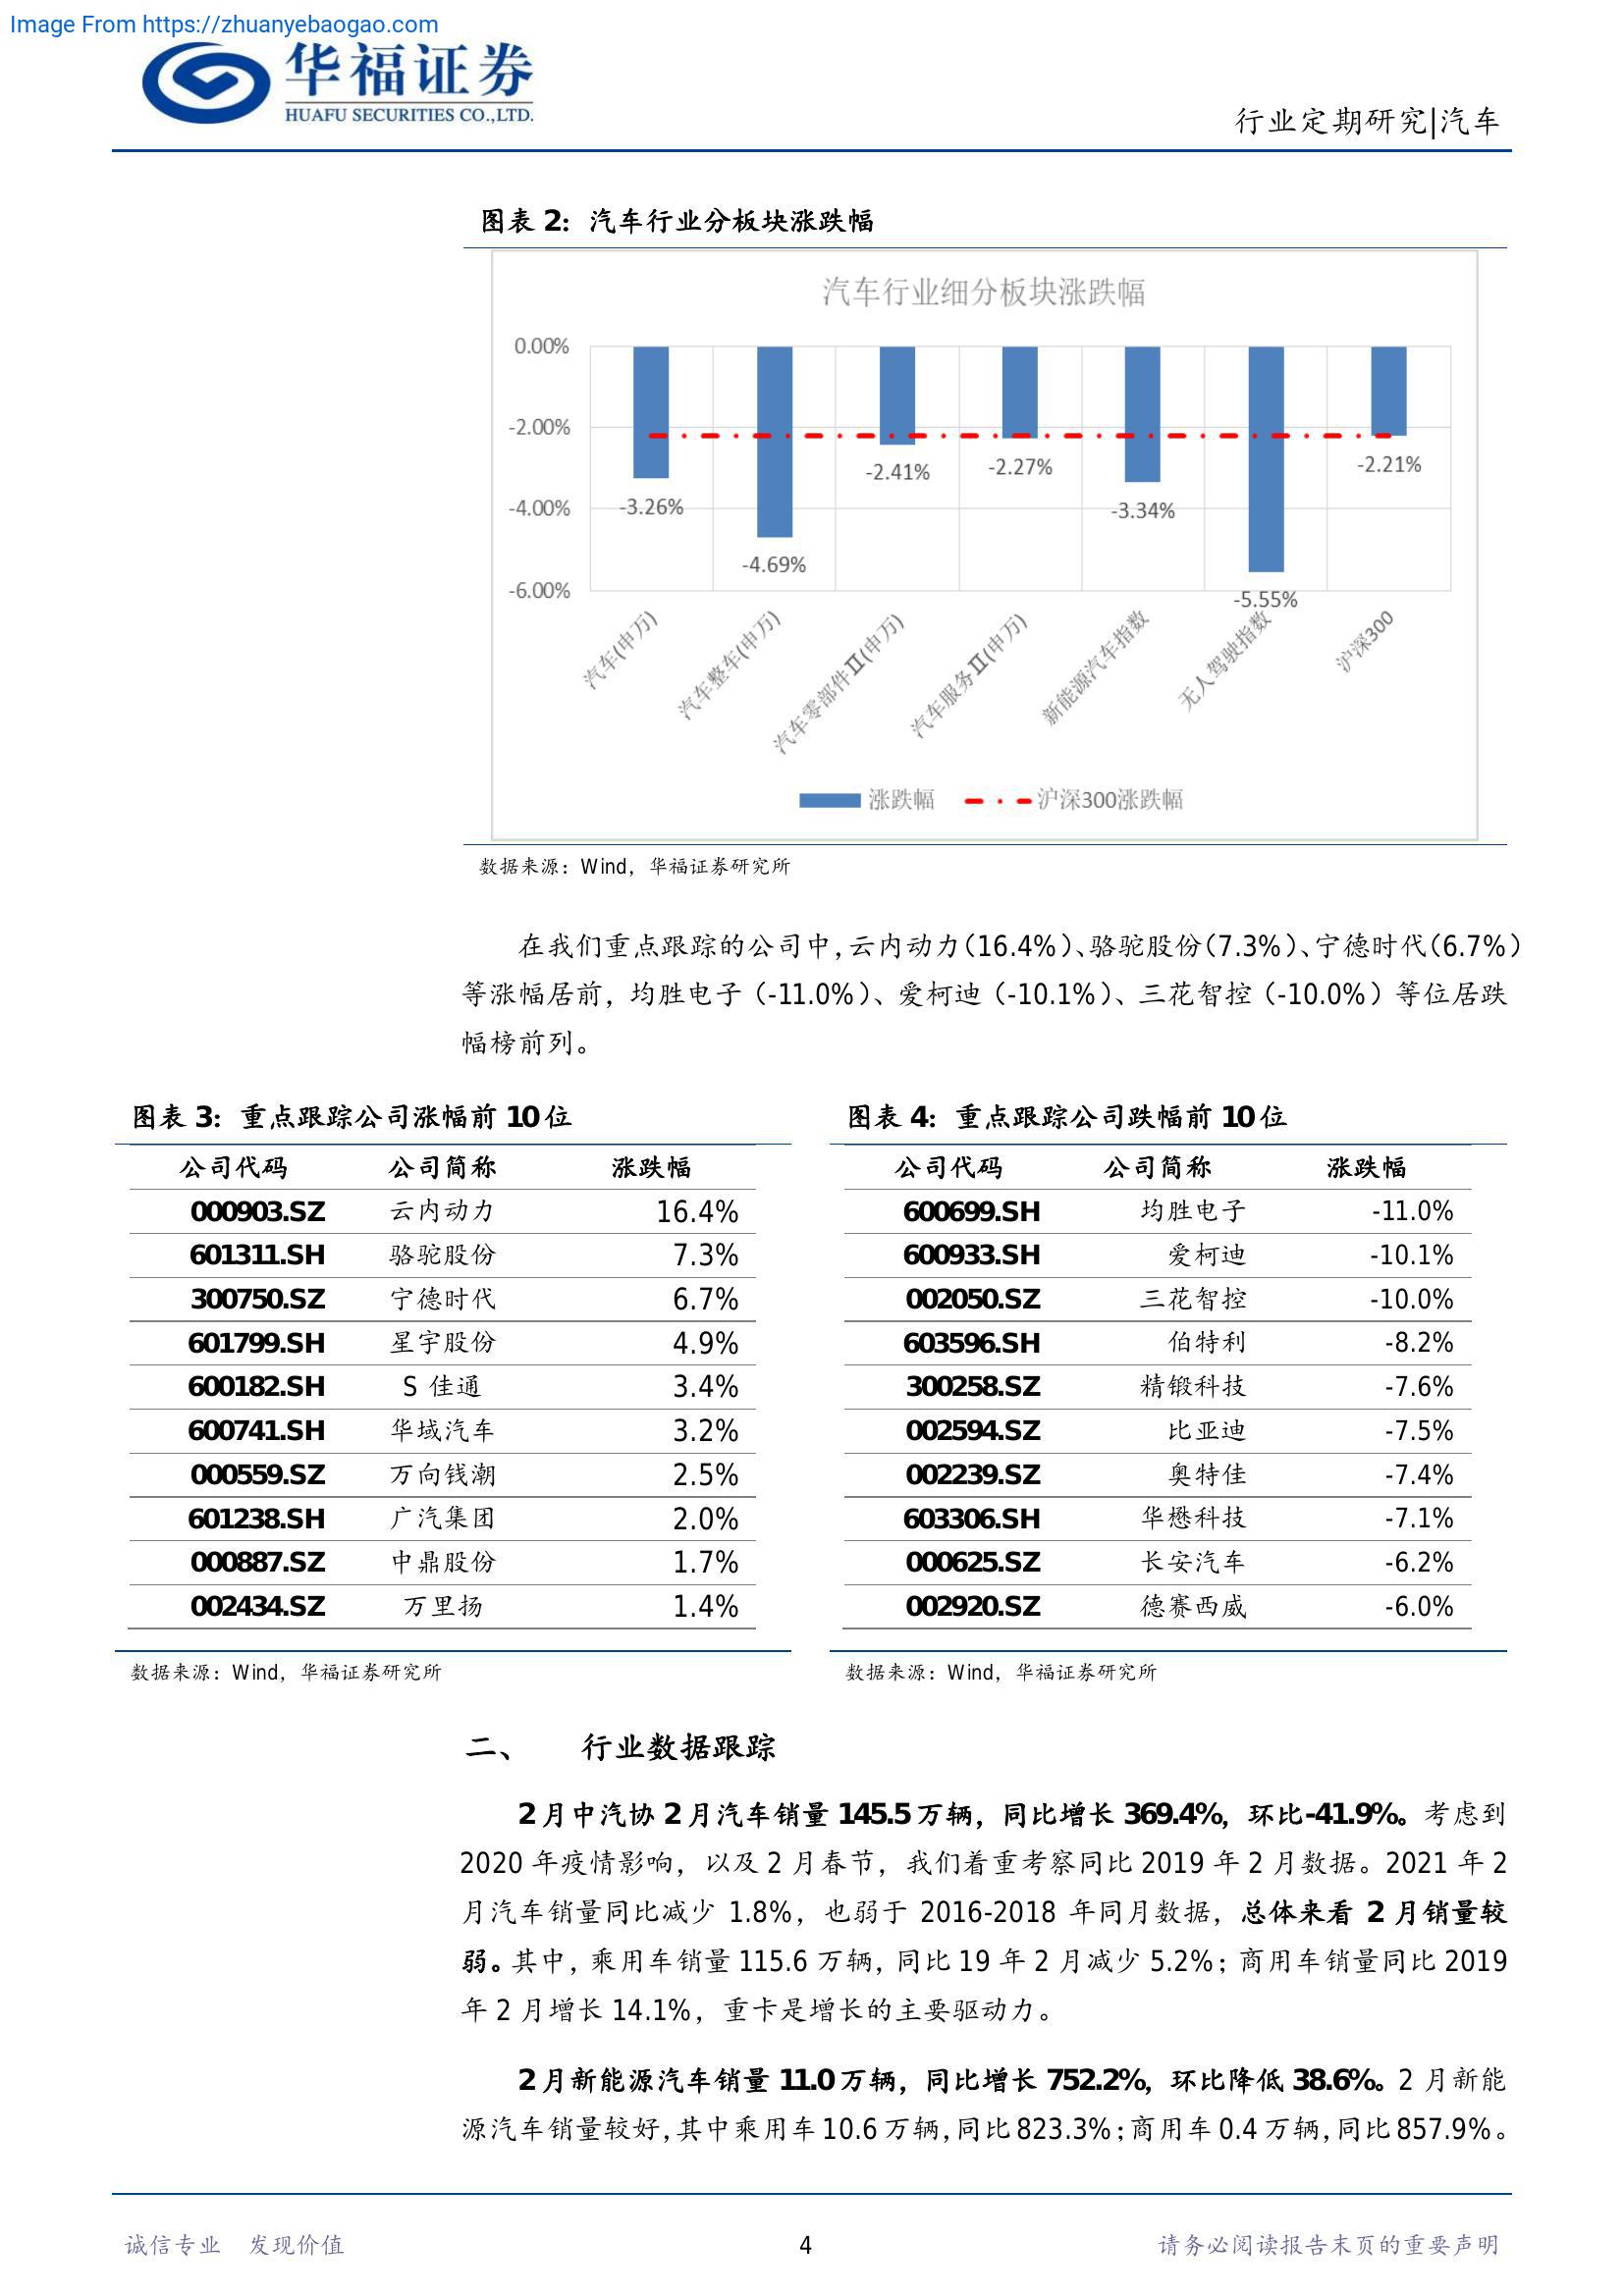 Image From https://zhuanyebaogao.com
华福证券
HUAFU SECURITIES CO.,LTD.
行业定期研究|汽车
图表 2：汽车行业分板块涨跌幅
汽车行业细分板块涨跌幅
0.00%
-2.00%
-4.00%
-6.00%
-3.26%
-4.69%
-2.41%
-2.27%
-3.34%
-5.55%
-2.21%
汽车(申万)
汽车整车(申万)
汽车零部件Ⅱ(申万)
汽车服务Ⅱ(申万)
新能源汽车指数
无人驾驶指数
沪深300
涨跌幅 沪深300涨跌幅
数据来源：Wind，华福证券研究所
在我们重点跟踪的公司中，云内动力（16.4%）、骆驼股份（7.3%）、宁德时代（6.7%）
等涨幅居前，均胜电子（-11.0%）、爱柯迪（-10.1%）、三花智控（-10.0%）等位居跌
幅榜前列。
图表 3：重点跟踪公司涨幅前 10 位
公司代码 公司简称 涨跌幅
000903.SZ 云内动力 16.4%
601311.SH 骆驼股份 7.3%
300750.SZ 宁德时代 6.7%
601799.SH 星宇股份 4.9%
600182.SH S 佳通 3.4%
600741.SH 华域汽车 3.2%
000559.SZ 万向钱潮 2.5%
601238.SH 广汽集团 2.0%
000887.SZ 中鼎股份 1.7%
002434.SZ 万里扬 1.4%
数据来源：Wind，华福证券研究所
图表 4：重点跟踪公司跌幅前 10 位
公司代码 公司简称 涨跌幅
600699.SH 均胜电子 -11.0%
600933.SH 爱柯迪 -10.1%
002050.SZ 三花智控 -10.0%
603596.SH 伯特利 -8.2%
300258.SZ 精锻科技 -7.6%
002594.SZ 比亚迪 -7.5%
002239.SZ 奥特佳 -7.4%
603306.SH 华懋科技 -7.1%
000625.SZ 长安汽车 -6.2%
002920.SZ 德赛西威 -6.0%
数据来源：Wind，华福证券研究所
二、 行业数据跟踪
2 月中汽协 2 月汽车销量 145.5 万辆，同比增长 369.4%，环比-41.9%。考虑到
2020 年疫情影响，以及 2 月春节，我们着重考察同比 2019 年 2 月数据。2021 年 2
月汽车销量同比减少 1.8%，也弱于 2016-2018 年同月数据，总体来看 2 月销量较
弱。其中，乘用车销量 115.6 万辆，同比 19 年 2 月减少 5.2%；商用车销量同比 2019
年 2 月增长 14.1%，重卡是增长的主要驱动力。
2 月新能源汽车销量 11.0 万辆，同比增长 752.2%，环比降低 38.6%。2 月新能
源汽车销量较好，其中乘用车 10.6 万辆，同比 823.3%；商用车 0.4 万辆，同比 857.9%。
诚信专业 发现价值
4
请务必阅读报告末页的重要声明